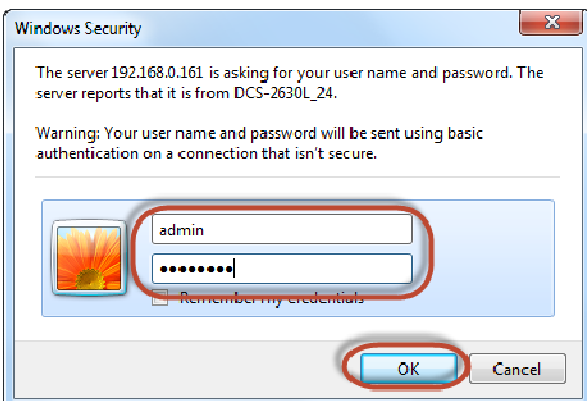 Windows Security
The server 192.168.0.161 is asking for your user name and password. The
server reports that it is from DCS-2630L_24.
Warning: Your user name and password will be sent using basic
authentication on a connection that isn't secure.
admin
●●●●●●●●
Remember my credentials
OK
Cancel